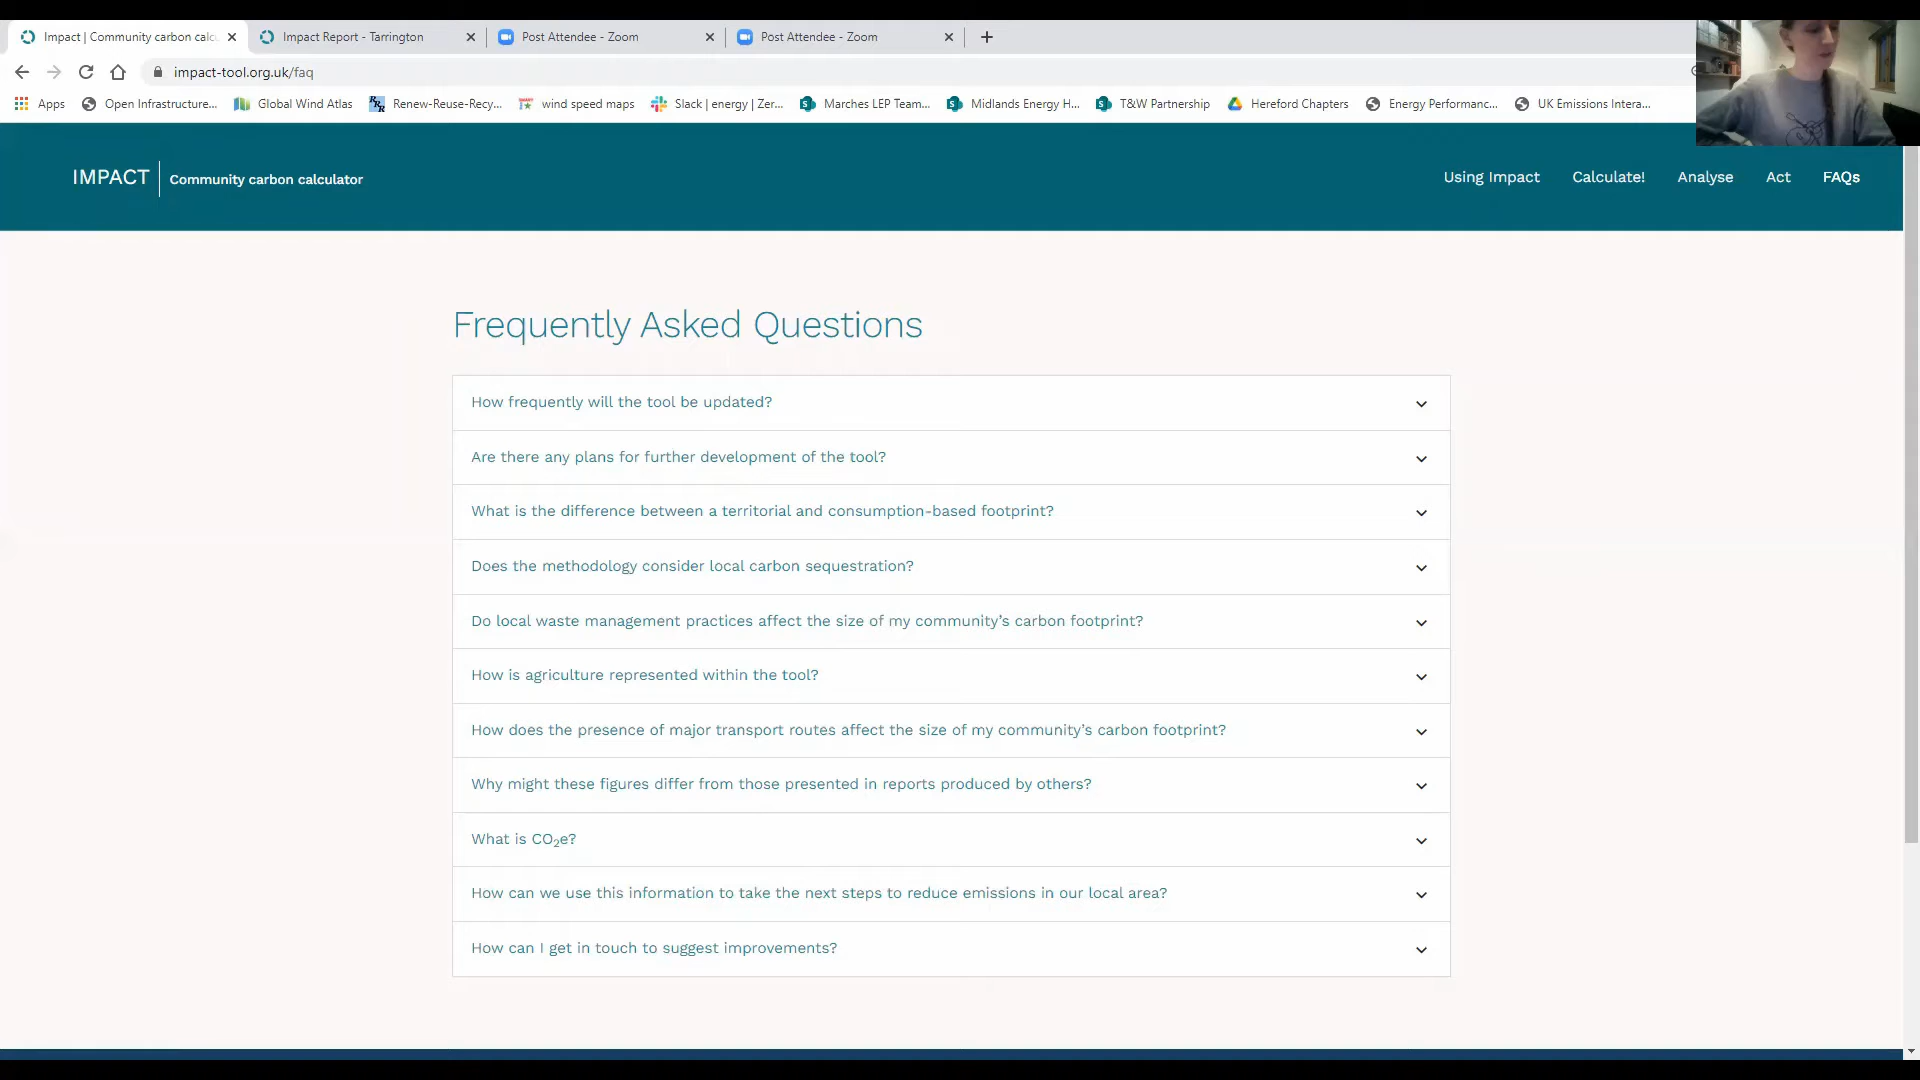 Impact | Community carbon calc
Impact Report - Tarrington
Post Attendee - Zoom
Post Attendee - Zoom
impact-tool.org.uk/faq
Apps
Open Infrastructure...
Global Wind Atlas
Renew-Reuse-Recy...
wind speed maps
Slack | energy | Zer...
Marches LEP Team...
Midlands Energy H...
T&W Partnership
Hereford Chapters
Energy Performanc...
UK Emissions Intera...
IMPACT
Community carbon calculator
Using Impact
Calculate!
Analyse
Act
FAQs
Frequently Asked Questions
How frequently will the tool be updated?
Are there any plans for further development of the tool?
What is the difference between a territorial and consumption-based footprint?
Does the methodology consider local carbon sequestration?
Do local waste management practices affect the size of my community’s carbon footprint?
How is agriculture represented within the tool?
How does the presence of major transport routes affect the size of my community’s carbon footprint?
Why might these figures differ from those presented in reports produced by others?
What is CO₂e?
How can we use this information to take the next steps to reduce emissions in our local area?
How can I get in touch to suggest improvements?